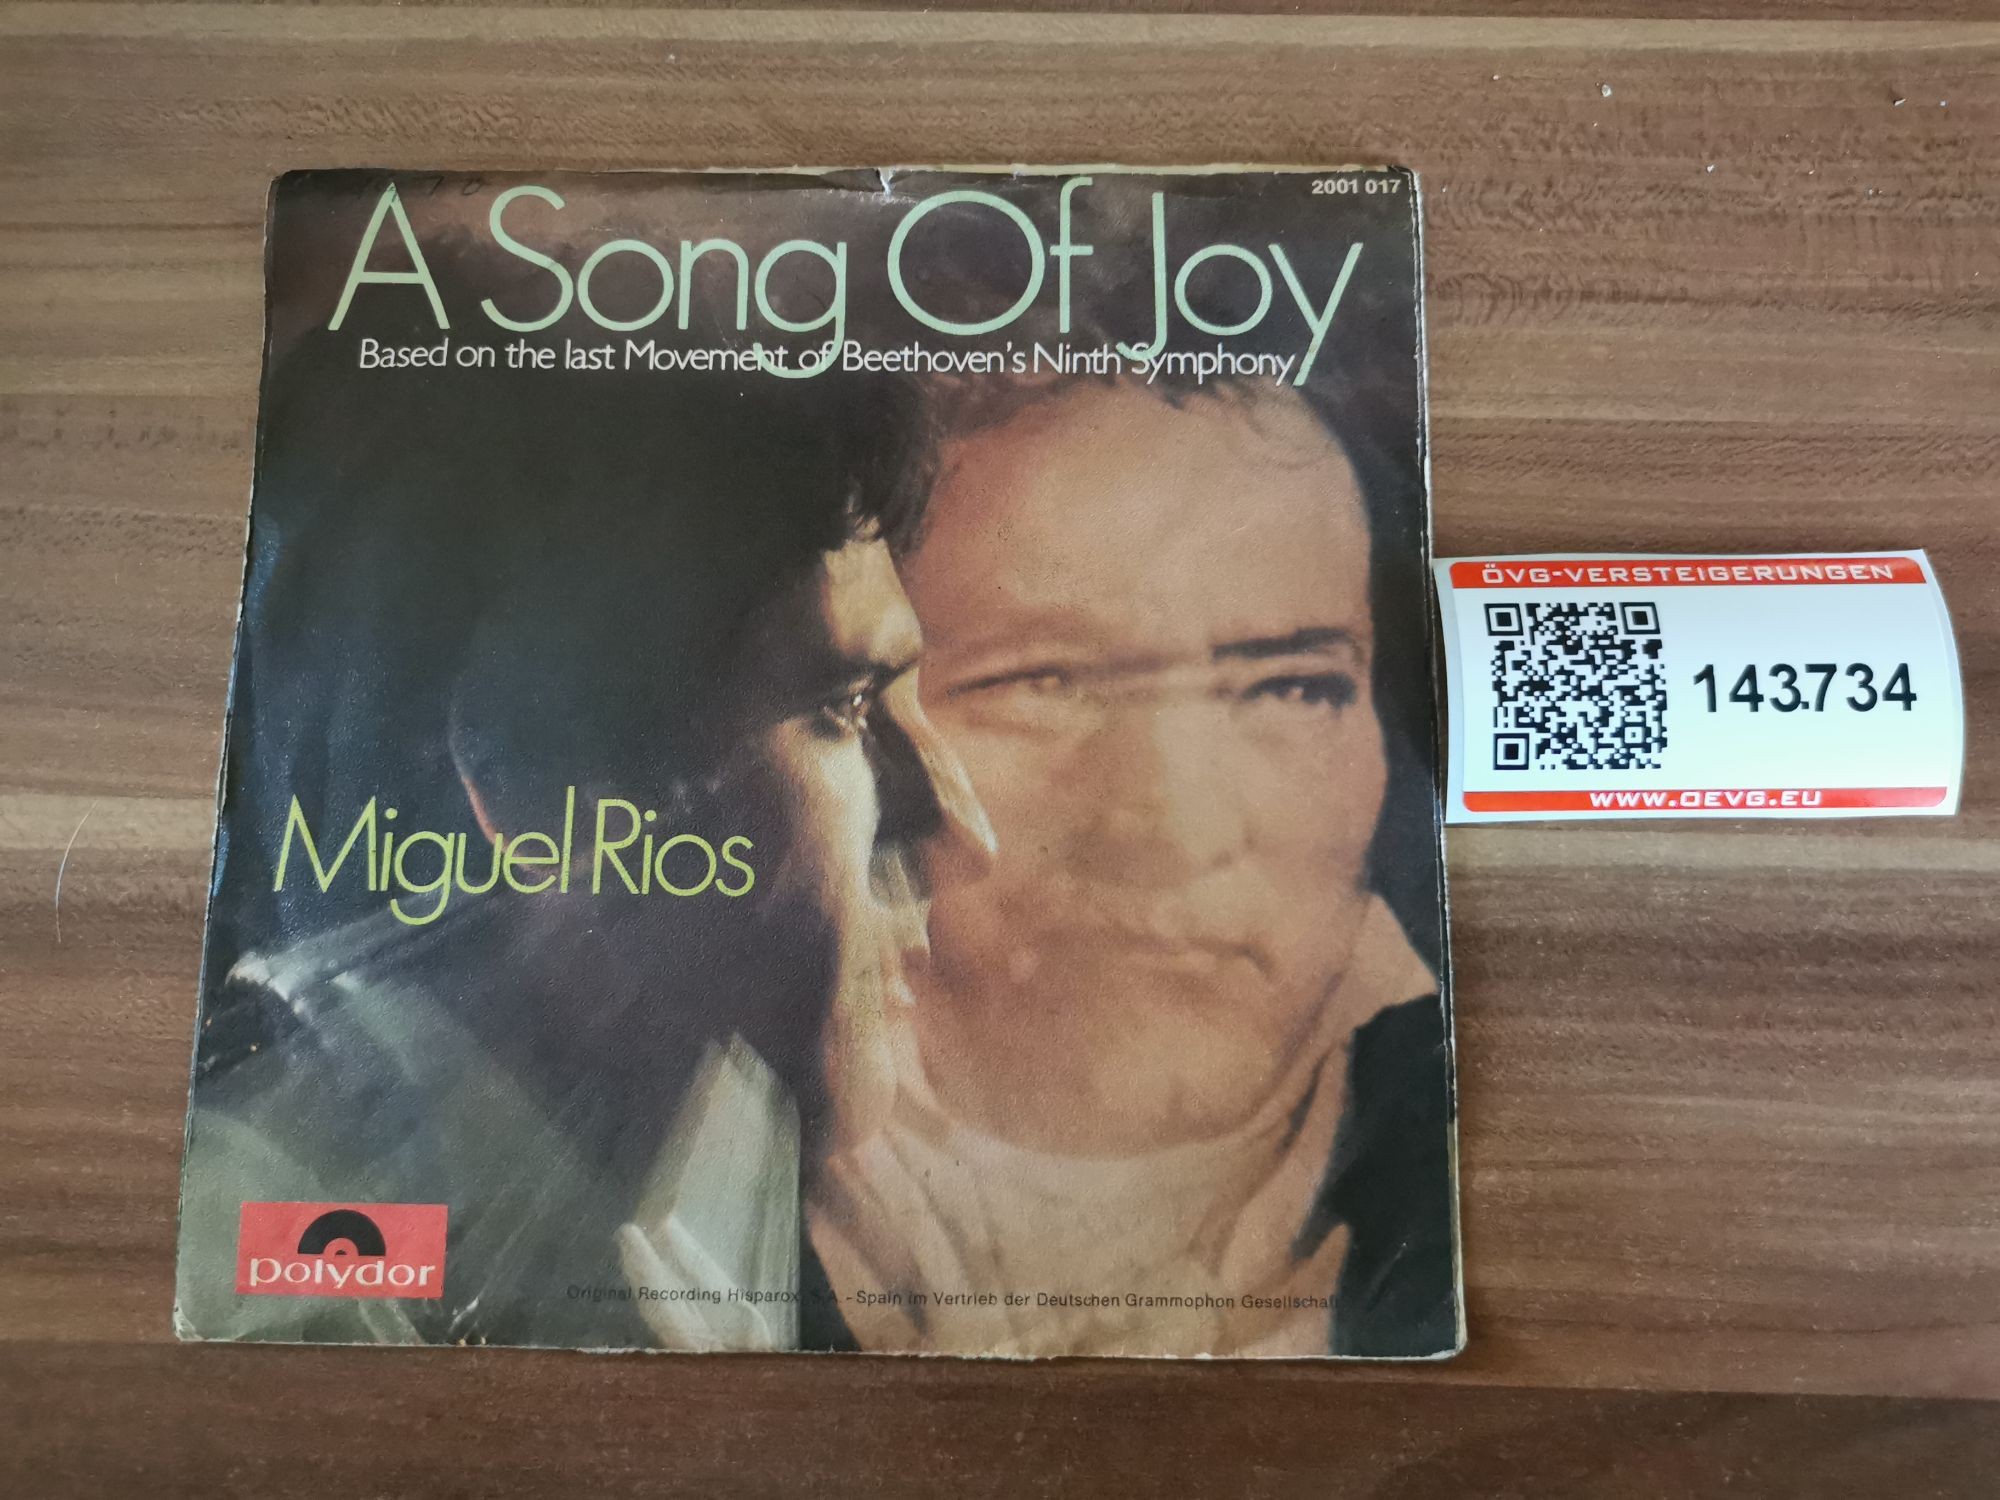 2001 017
A Song Of Joy
Based on the last Movement of Beethoven's Ninth Symphony
Miguel Rios
polydor
Original Recording Hispavox, S.A. - Spain im Vertrieb der Deutschen Grammophon Gesellschaft
ÖVG-VERSTEIGERUNGEN
143.734
WWW.OEVG.EU